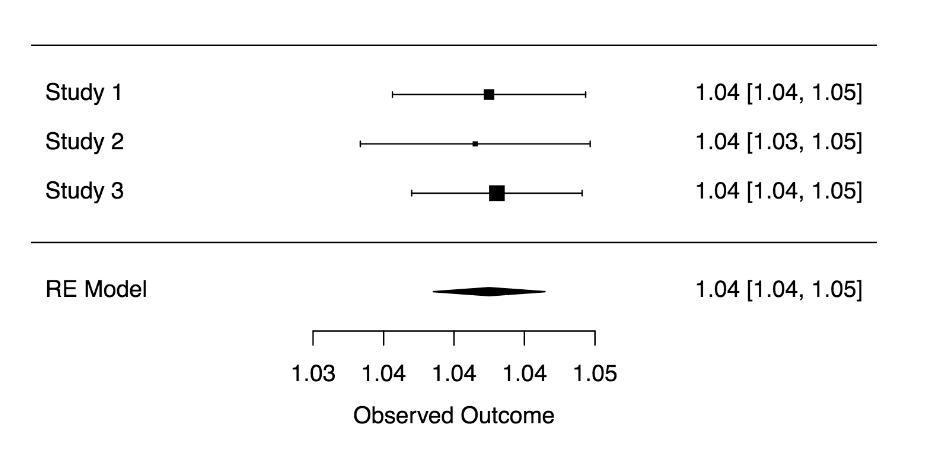 Study 1 1.04 [1.04, 1.05]
Study 2 1.04 [1.03, 1.05]
Study 3 1.04 [1.04, 1.05]
RE Model 1.04 [1.04, 1.05]
1.03 1.04 1.04 1.04 1.05
Observed Outcome